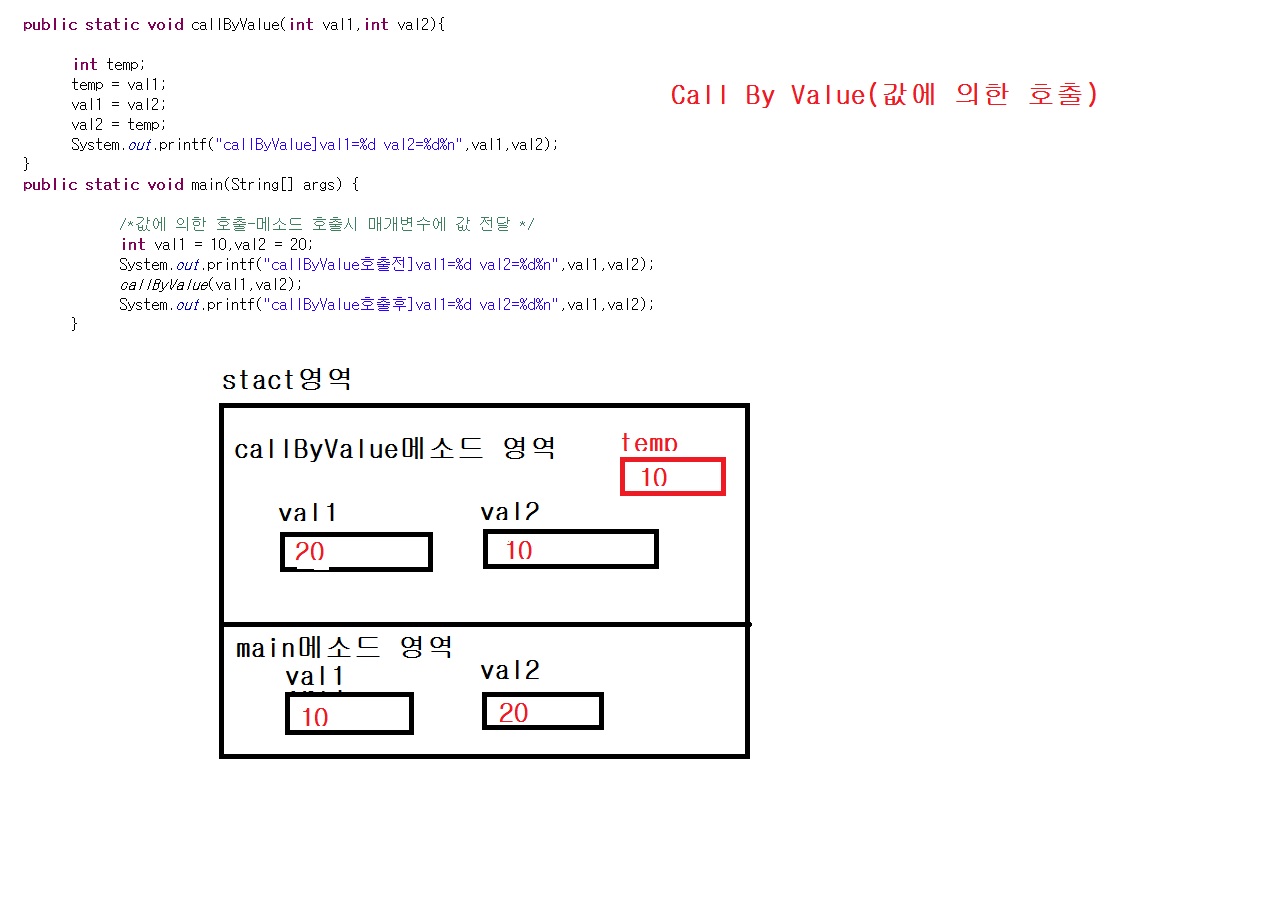 public static void callByValue(int val1,int val2){
int temp;
temp = val1;
val1 = val2;
val2 = temp;
System.out.printf("callByValue]val1=%d val2=%d%n",val1,val2);
}
Call By Value(값에 의한 호출)
public static void main(String[] args) {
/*값에 의한 호출-메소드 호출시 매개변수에 값 전달 */
int val1 = 10,val2 = 20;
System.out.printf("callByValue호출전]val1=%d val2=%d%n",val1,val2);
callByValue(val1,val2);
System.out.printf("callByValue호출후]val1=%d val2=%d%n",val1,val2);
}
stact영역
callByValue메소드 영역
temp
10
val1 val2
20 10
main메소드 영역
val1 val2
10 20